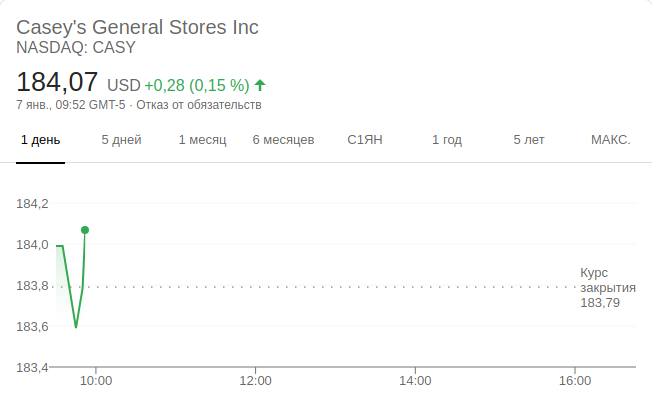 Casey's General Stores Inc
NASDAQ: CASY
184,07 USD +0,28 (0,15 %) ↑
7 янв., 09:52 GMT-5 · Отказ от обязательств
1 день 5 дней 1 месяц 6 месяцев С1ЯН 1 год 5 лет МАКС.
184,2
184,0
183,8
183,6
183,4
Курс
закрытия
183,79
10:00 12:00 14:00 16:00